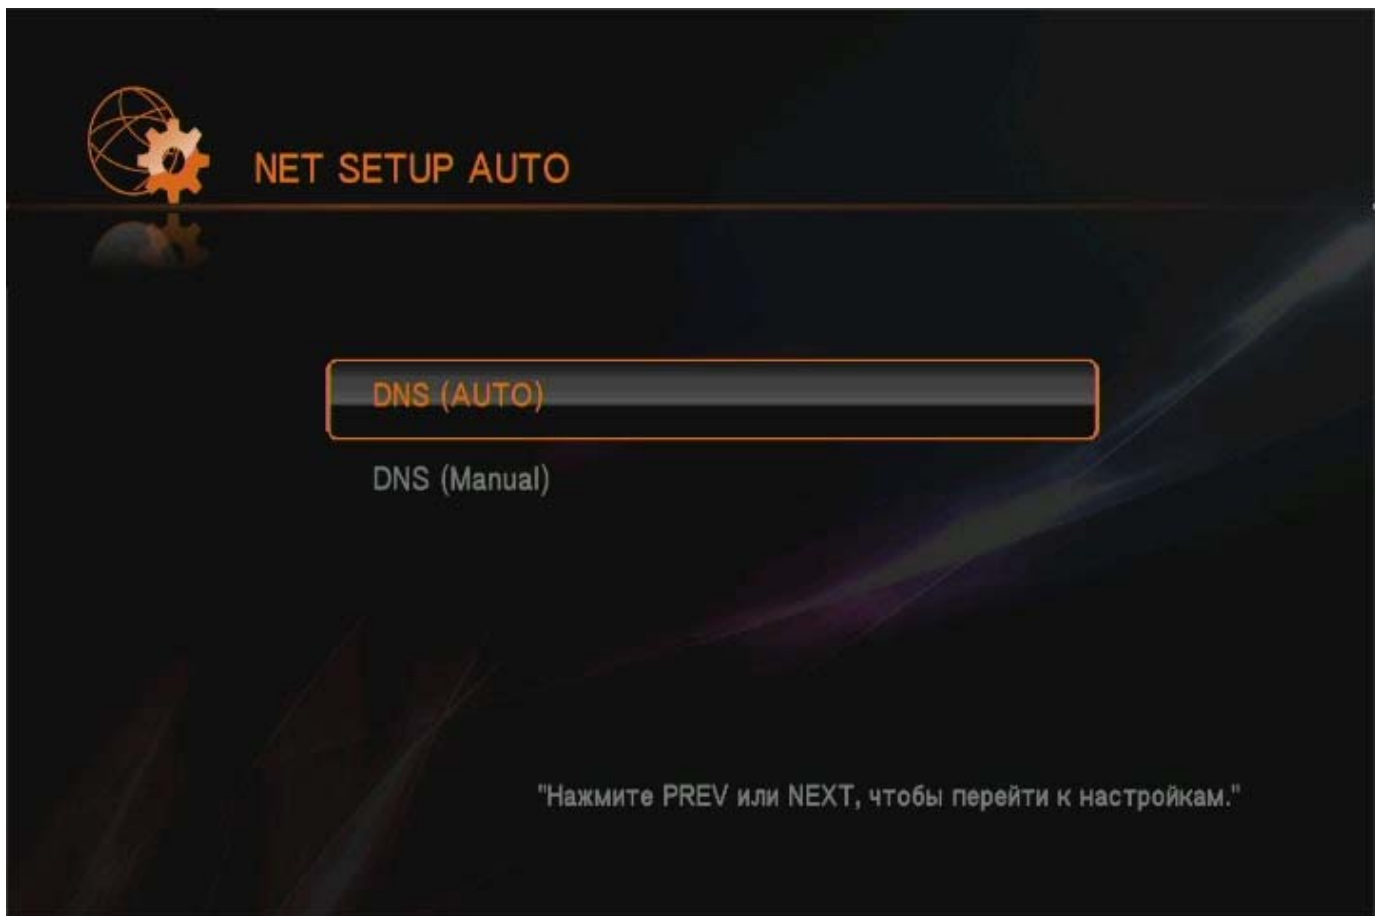 NET SETUP AUTO
DNS (AUTO)
DNS (Manual)
"Нажмите PREV или NEXT, чтобы перейти к настройкам."